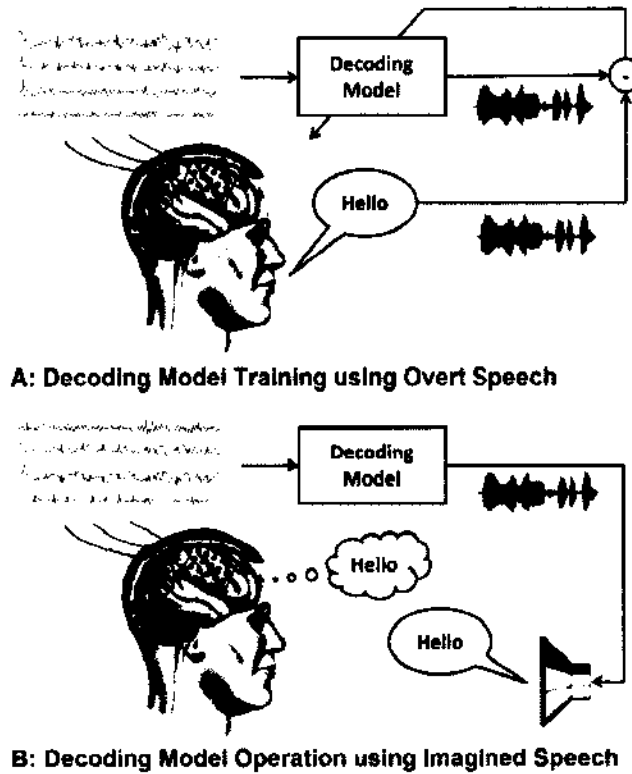 Decoding
Model
-
Hello
A: Decoding Model Training using Overt Speech
Decoding
Model
Hello
Hello
B: Decoding Model Operation using Imagined Speech